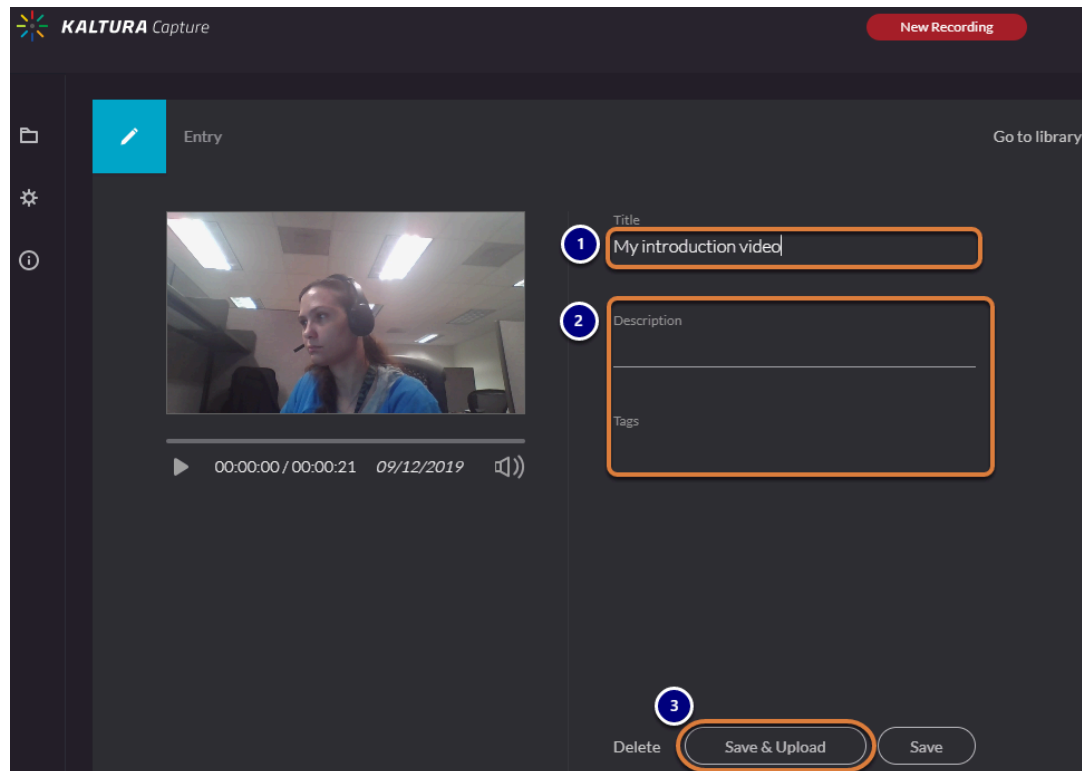 KALTURA Capture
New Recording
Entry
Go to library
Title
1
My introduction video
2
Description
Tags
00:00:00 / 00:00:21 09/12/2019
3
Delete
Save & Upload
Save